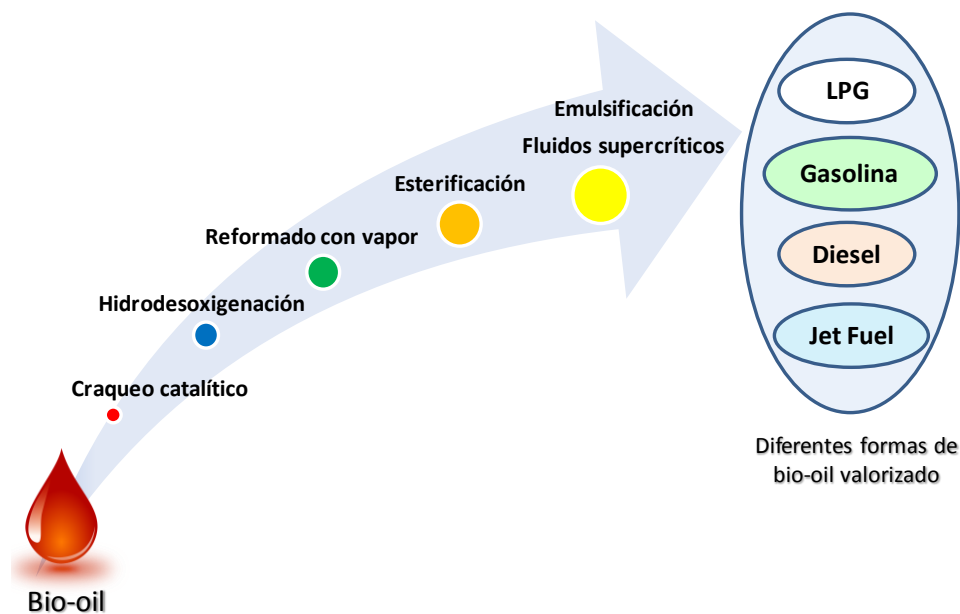 Emulsificación
Fluidos supercríticos
Esterificación
Reformado con vapor
Hidrodesoxigenación
Craqueo catalítico
Bio-oil
LPG
Gasolina
Diesel
Jet Fuel
Diferentes formas de
bio-oil valorizado